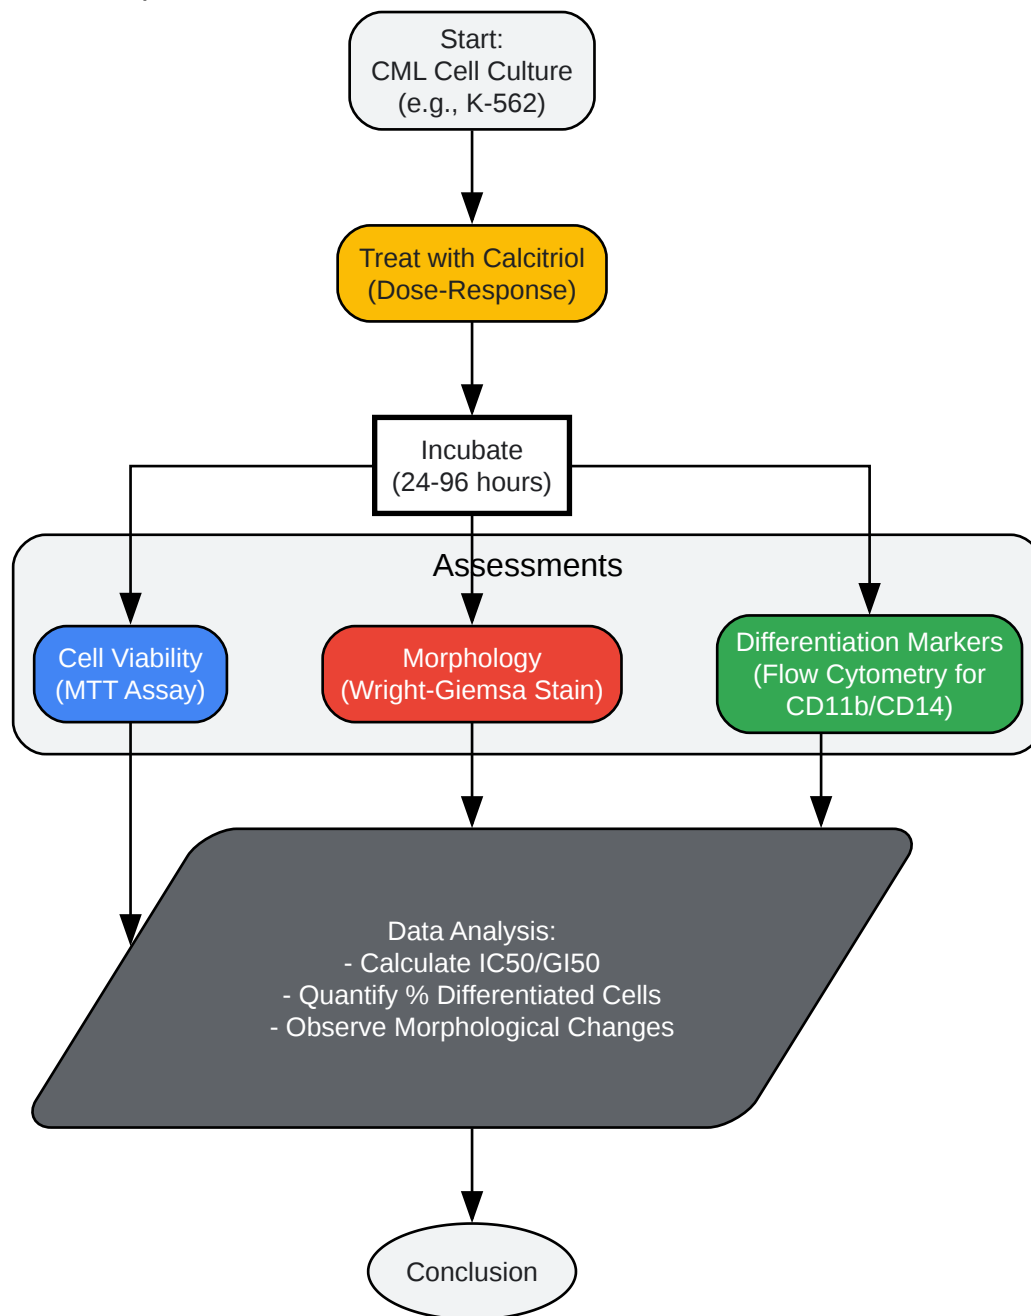 Start:
CML Cell Culture
(e.g., K-562)
Treat with Calcitriol
(Dose-Response)
Incubate
(24-96 hours)
Assessments
Cell Viability
(MTT Assay)
Morphology
(Wright-Giemsa Stain)
Differentiation Markers
(Flow Cytometry for
CD11b/CD14)
Data Analysis:
- Calculate IC50/GI50
- Quantify % Differentiated Cells
- Observe Morphological Changes
Conclusion